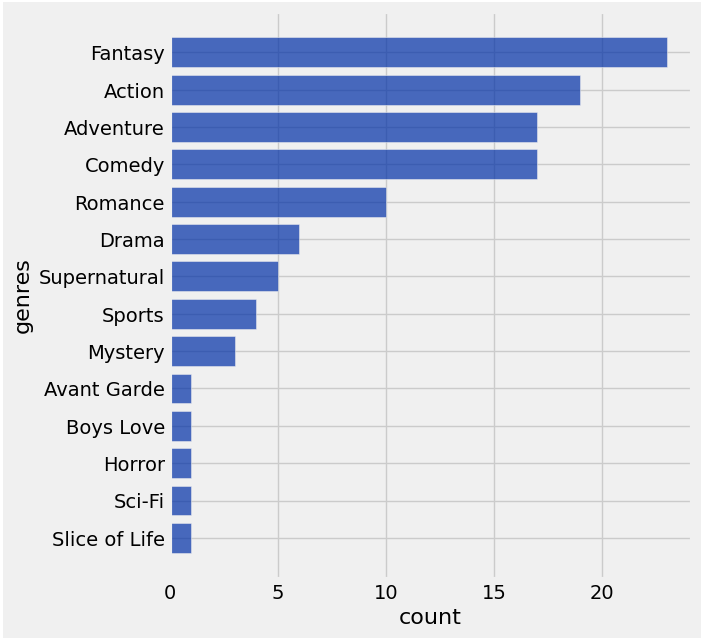 Fantasy
Action
Adventure
Comedy
Romance
Drama
Supernatural
Sports
Mystery
Avant Garde
Boys Love
Horror
Sci-Fi
Slice of Life
genres
0 5 10 15 20
count